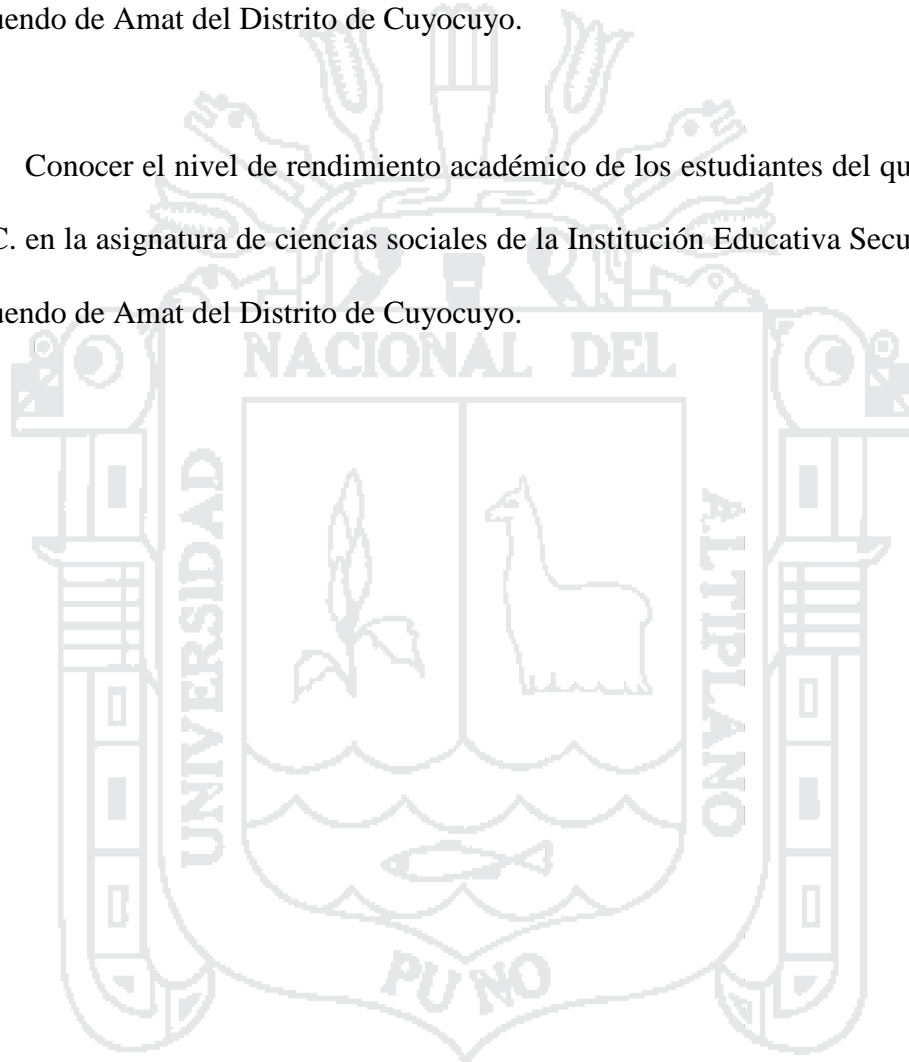 uendo de Amat del Distrito de Cuyocuyo.
Conocer el nivel de rendimiento académico de los estudiantes del qu
C. en la asignatura de ciencias sociales de la Institución Educativa Secu
uendo de Amat del Distrito de Cuyocuyo.
NACIONAL DEL
UNIVERSIDAD
ALTIPLANO
PUNO